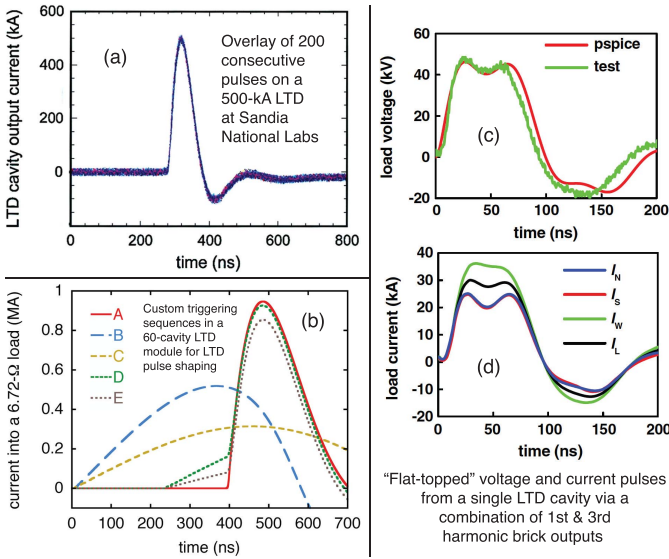 LTD cavity output current (kA)
600
400
200
0
(a)
Overlay of 200
consecutive
pulses on a
500-kA LTD
at Sandia
National Labs
0 200 400 600 800
time (ns)
current into a 6.72-Ω load (MA)
1
0.8
0.6
0.4
0.2
0
A
B
C
D
E
Custom triggering
sequences in a
60-cavity LTD
module for LTD
pulse shaping
(b)
0 100 200 300 400 500 600 700
time (ns)
load voltage (kV)
60
40
20
0
-20
pspice
test
(c)
0 50 100 150 200
time (ns)
load current (kA)
40
30
20
10
0
-10
-20
I_N
I_S
I_W
I_L
(d)
0 50 100 150 200
time (ns)
“Flat-topped” voltage and current pulses
from a single LTD cavity via a
combination of 1st & 3rd
harmonic brick outputs